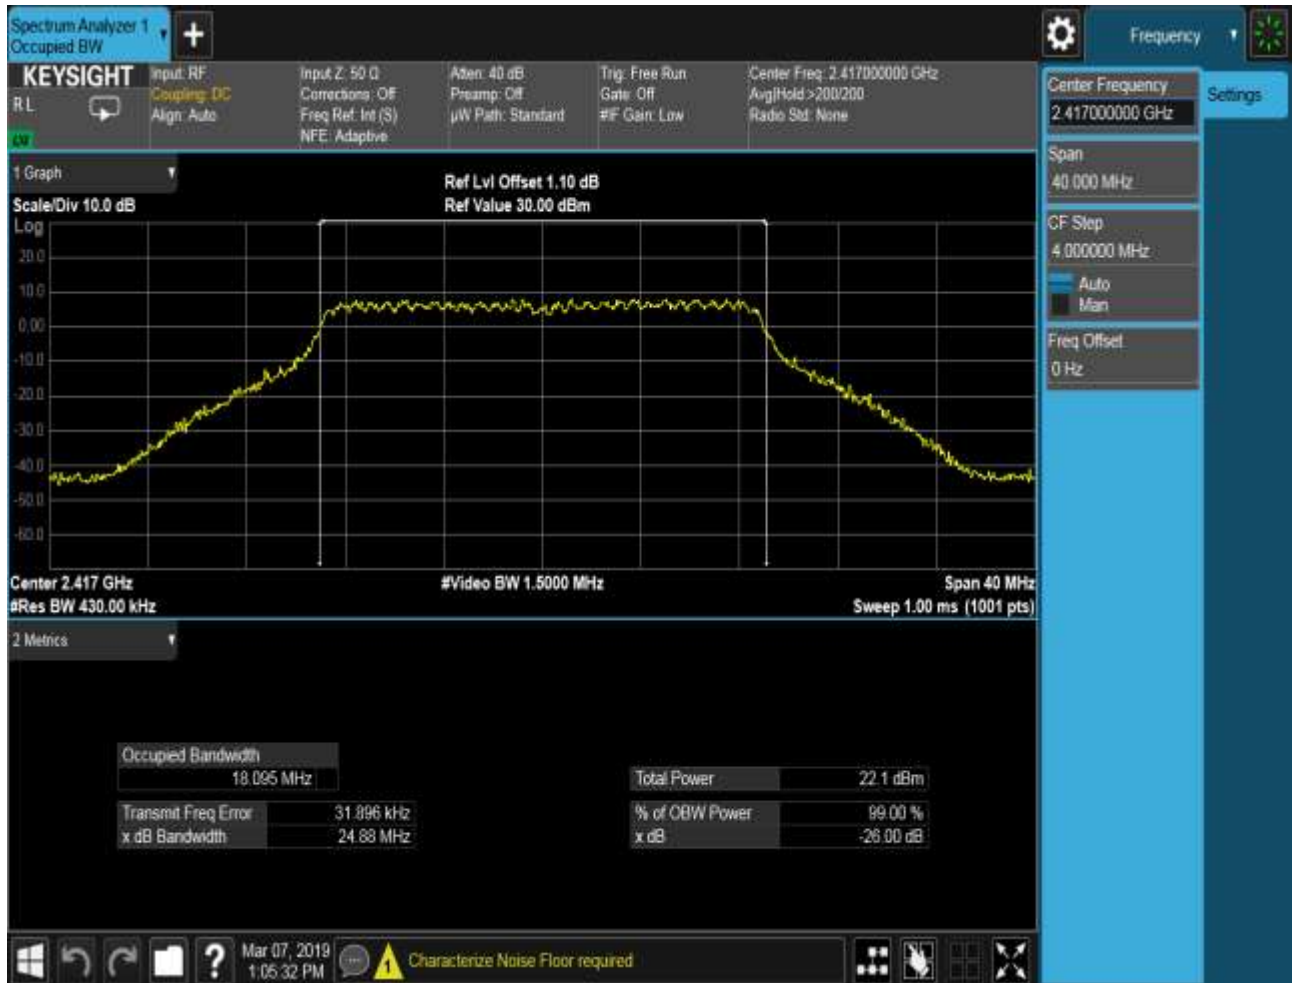 Spectrum Analyzer 1
Occupied BW
Frequency
KEYSIGHT
R L
Input: RF
Coupling: DC
Align: Auto
Input Z: 50 Ω
Corrections: Off
Freq Ref: Int (S)
NFE: Adaptive
Atten: 40 dB
Preamp: Off
µW Path: Standard
Trig: Free Run
Gate: Off
#IF Gain: Low
Center Freq: 2.417000000 GHz
Avg|Hold:>200/200
Radio Std: None
Center Frequency
2.417000000 GHz
Settings
Span
40.000 MHz
CF Step
4.000000 MHz
Auto
Man
Freq Offset
0 Hz
1 Graph
Scale/Div 10.0 dB
Ref Lvl Offset 1.10 dB
Ref Value 30.00 dBm
Log
20.0
10.0
0.00
-10.0
-20.0
-30.0
-40.0
-50.0
-60.0
Center 2.417 GHz
#Video BW 1.5000 MHz
Span 40 MHz
#Res BW 430.00 kHz
Sweep 1.00 ms (1001 pts)
2 Metrics
Occupied Bandwidth
18.095 MHz
Total Power 22.1 dBm
Transmit Freq Error 31.896 kHz
% of OBW Power 99.00 %
x dB Bandwidth 24.88 MHz
x dB -26.00 dB
Mar 07, 2019
1:05:32 PM
1
Characterize Noise Floor required